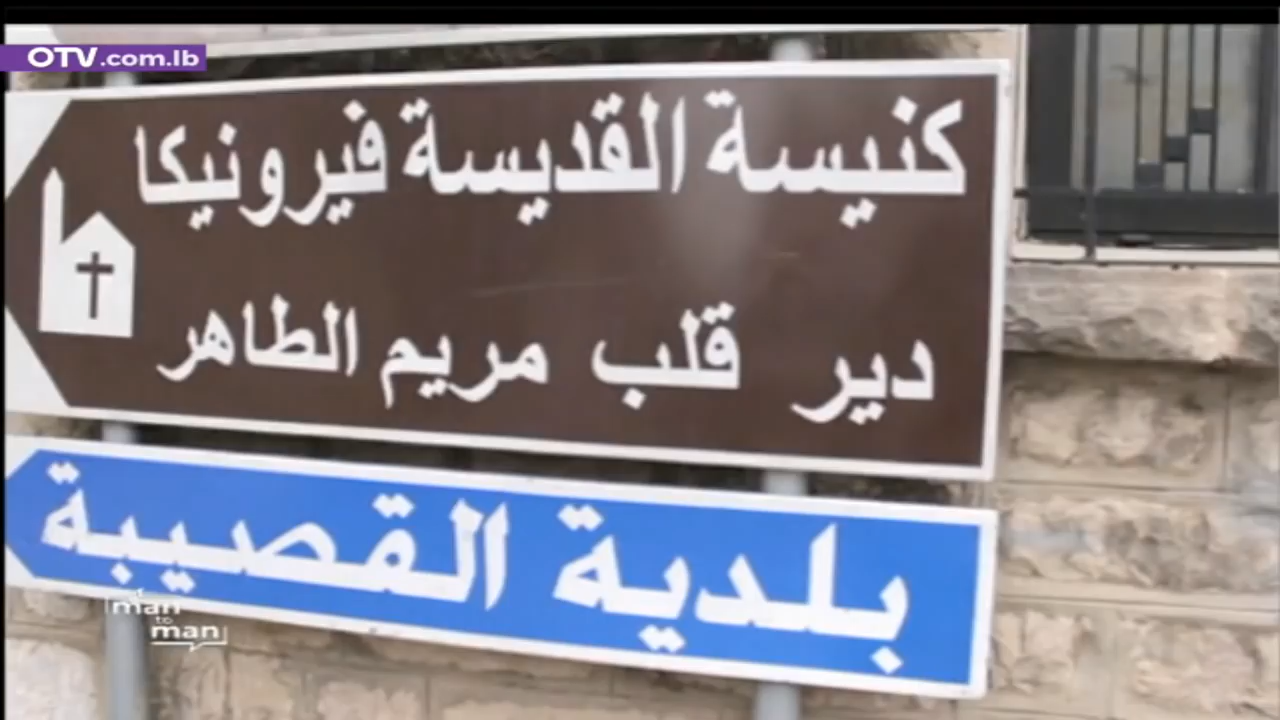 OTV.com.lb
كنيسة القديسة فيرونيكا
دير قلب مريم الطاهر
بلدية القصيبة
man
to
man